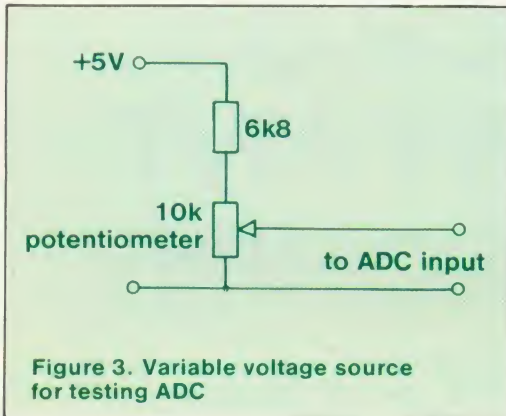 +5V
6k8
10k
potentiometer
to ADC input
Figure 3. Variable voltage source
for testing ADC